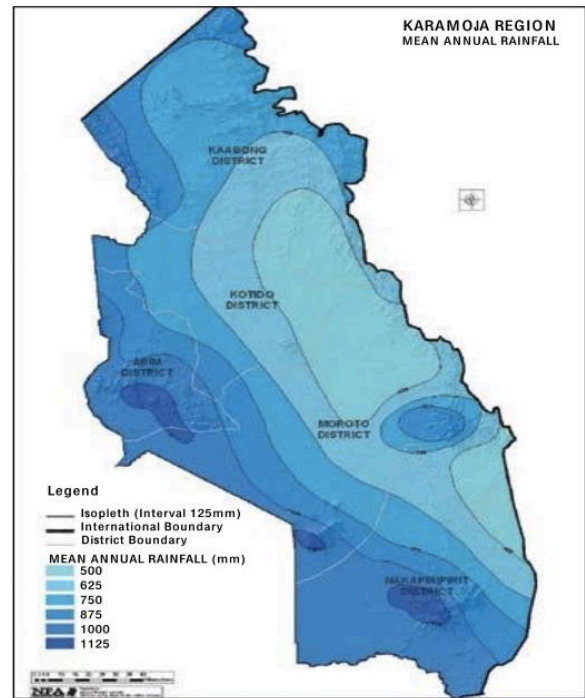 KARAMOJA REGION
MEAN ANNUAL RAINFALL
KAABONG
DISTRICT
KOTIDO
DISTRICT
ABIM
DISTRICT
MOROTO
DISTRICT
NAKAPIRIPIRIT
DISTRICT
Legend
Isopleth (Interval 125mm)
International Boundary
District Boundary
MEAN ANNUAL RAINFALL (mm)
500
625
750
875
1000
1125
NFA